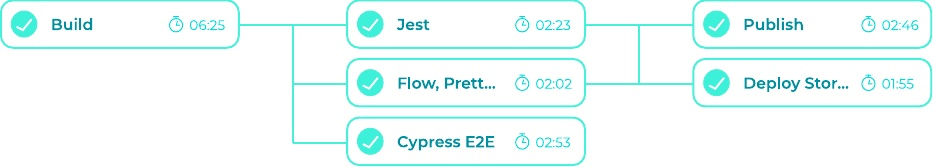 Build 06:25
Jest 02:23
Publish 02:46
Flow, Prett... 02:02
Deploy Stor... 01:55
Cypress E2E 02:53